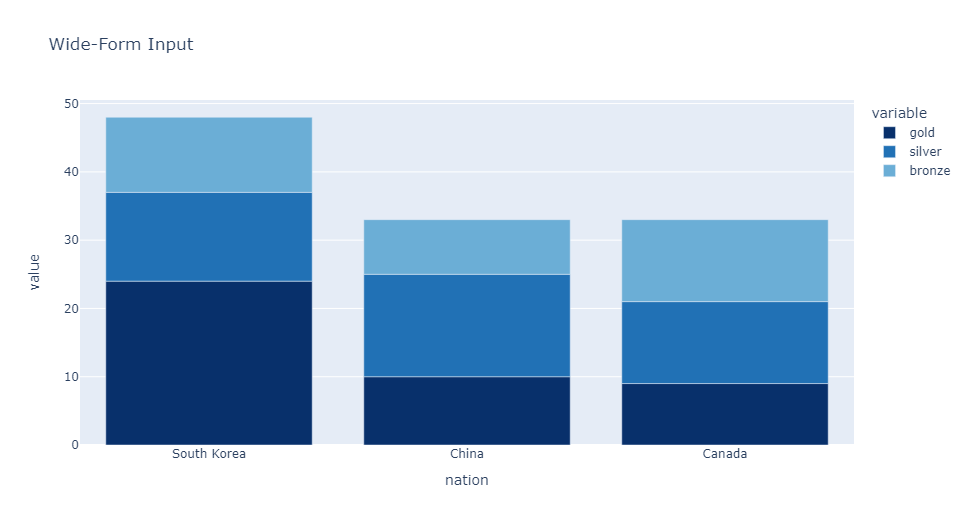 Wide-Form Input
50
40
30
20
10
0
value
South Korea China Canada
nation
variable
gold
silver
bronze